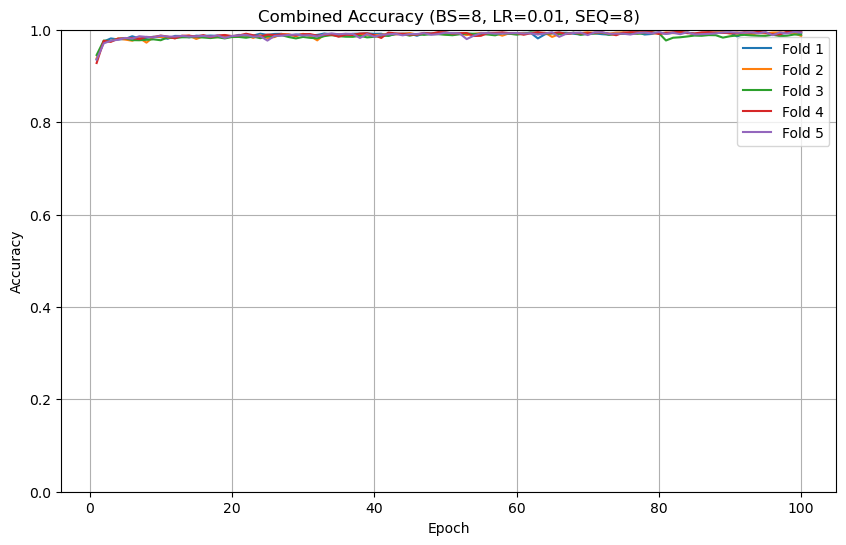 Combined Accuracy (BS=8, LR=0.01, SEQ=8)
1.0
0.8
0.6
0.4
0.2
0.0
Accuracy
0 20 40 60 80 100
Epoch
Fold 1
Fold 2
Fold 3
Fold 4
Fold 5